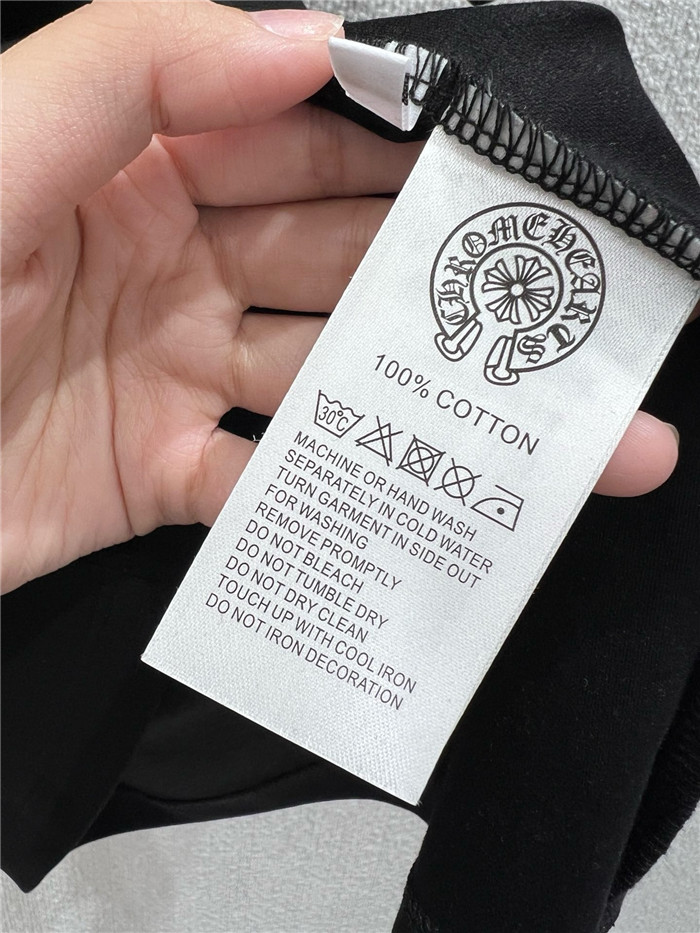 CHROME HEARTS
100% COTTON
30°C
MACHINE OR HAND WASH
SEPARATELY IN COLD WATER
TURN GARMENT IN SIDE OUT
FOR WASHING
REMOVE PROMPTLY
DO NOT BLEACH
DO NOT TUMBLE DRY
DO NOT DRY CLEAN
TOUCH UP WITH COOL IRON
DO NOT IRON DECORATION